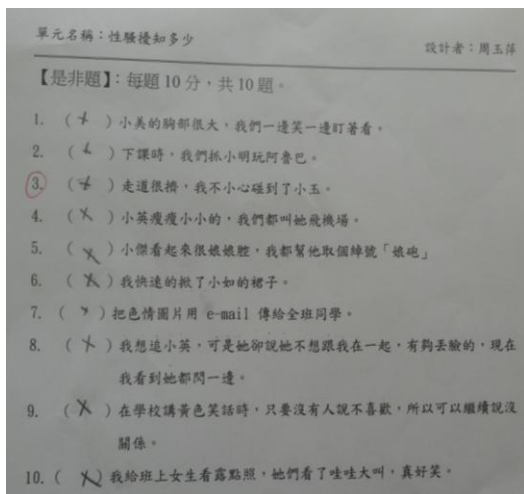 單元名稱：性騷擾知多少
設計者：周玉萍
【是非題】：每題 10 分，共 10 題。
1. （ㄨ）小美的胸部很大，我們一邊笑一邊盯著看。
2. （ㄨ）下課時，我們抓小明玩阿魯巴。
3. （ㄨ）走道很擠，我不小心碰到了小玉。
4. （ㄨ）小英瘦瘦小小的，我們都叫她飛機場。
5. （ㄨ）小傑看起來很娘娘腔，我都幫他取個綽號「娘砲」
6. （ㄨ）我快速的掀了小如的裙子。
7. （ㄨ）把色情圖片用 e-mail 傳給全班同學。
8. （ㄨ）我想追小英，可是她卻說她不想跟我在一起，有夠丟臉的，現在
我看到她都閃一邊。
9. （ㄨ）在學校講黃色笑話時，只要沒有人說不喜歡，所以可以繼續說沒
關係。
10.（ㄨ）我給班上女生看露點照，她們看了哇哇大叫，真好笑。